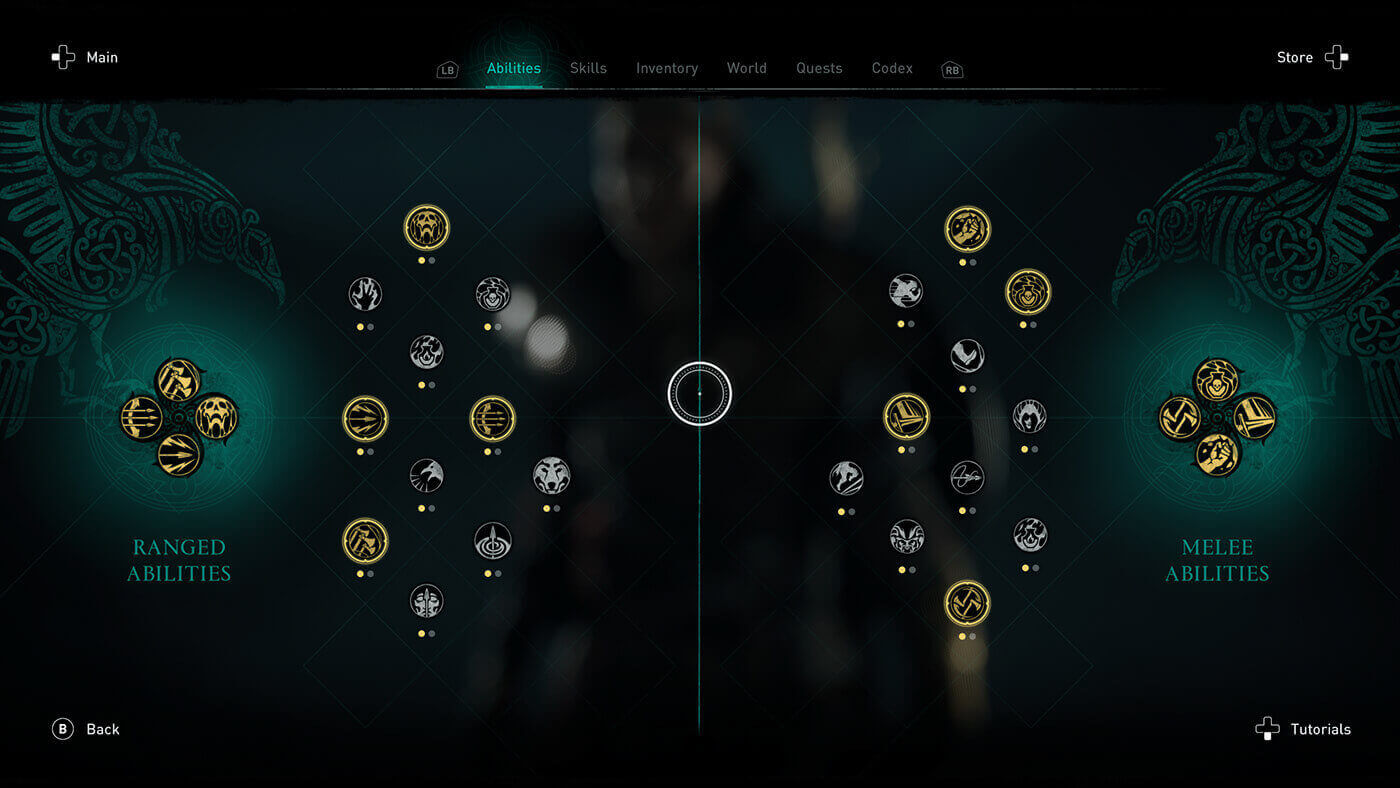 Main
LB Abilities Skills Inventory World Quests Codex RB
Store
RANGED
ABILITIES
MELEE
ABILITIES
B Back
Tutorials